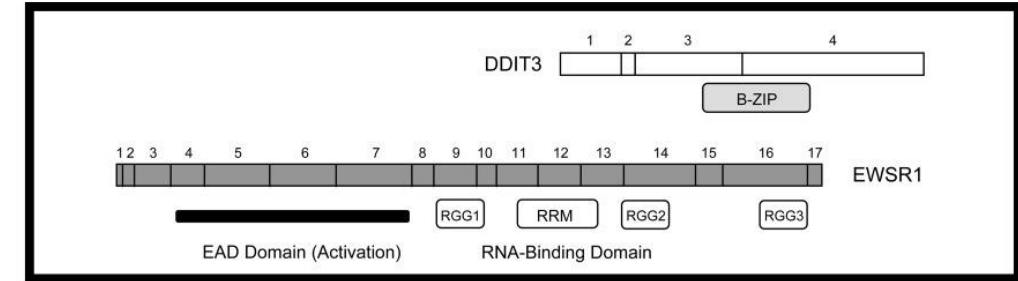 1 2 3 4
DDIT3
B-ZIP
1 2 3 4 5 6 7 8 9 10 11 12 13 14 15 16 17
EWSR1
RGG1 RRM RGG2 RGG3
EAD Domain (Activation) RNA-Binding Domain